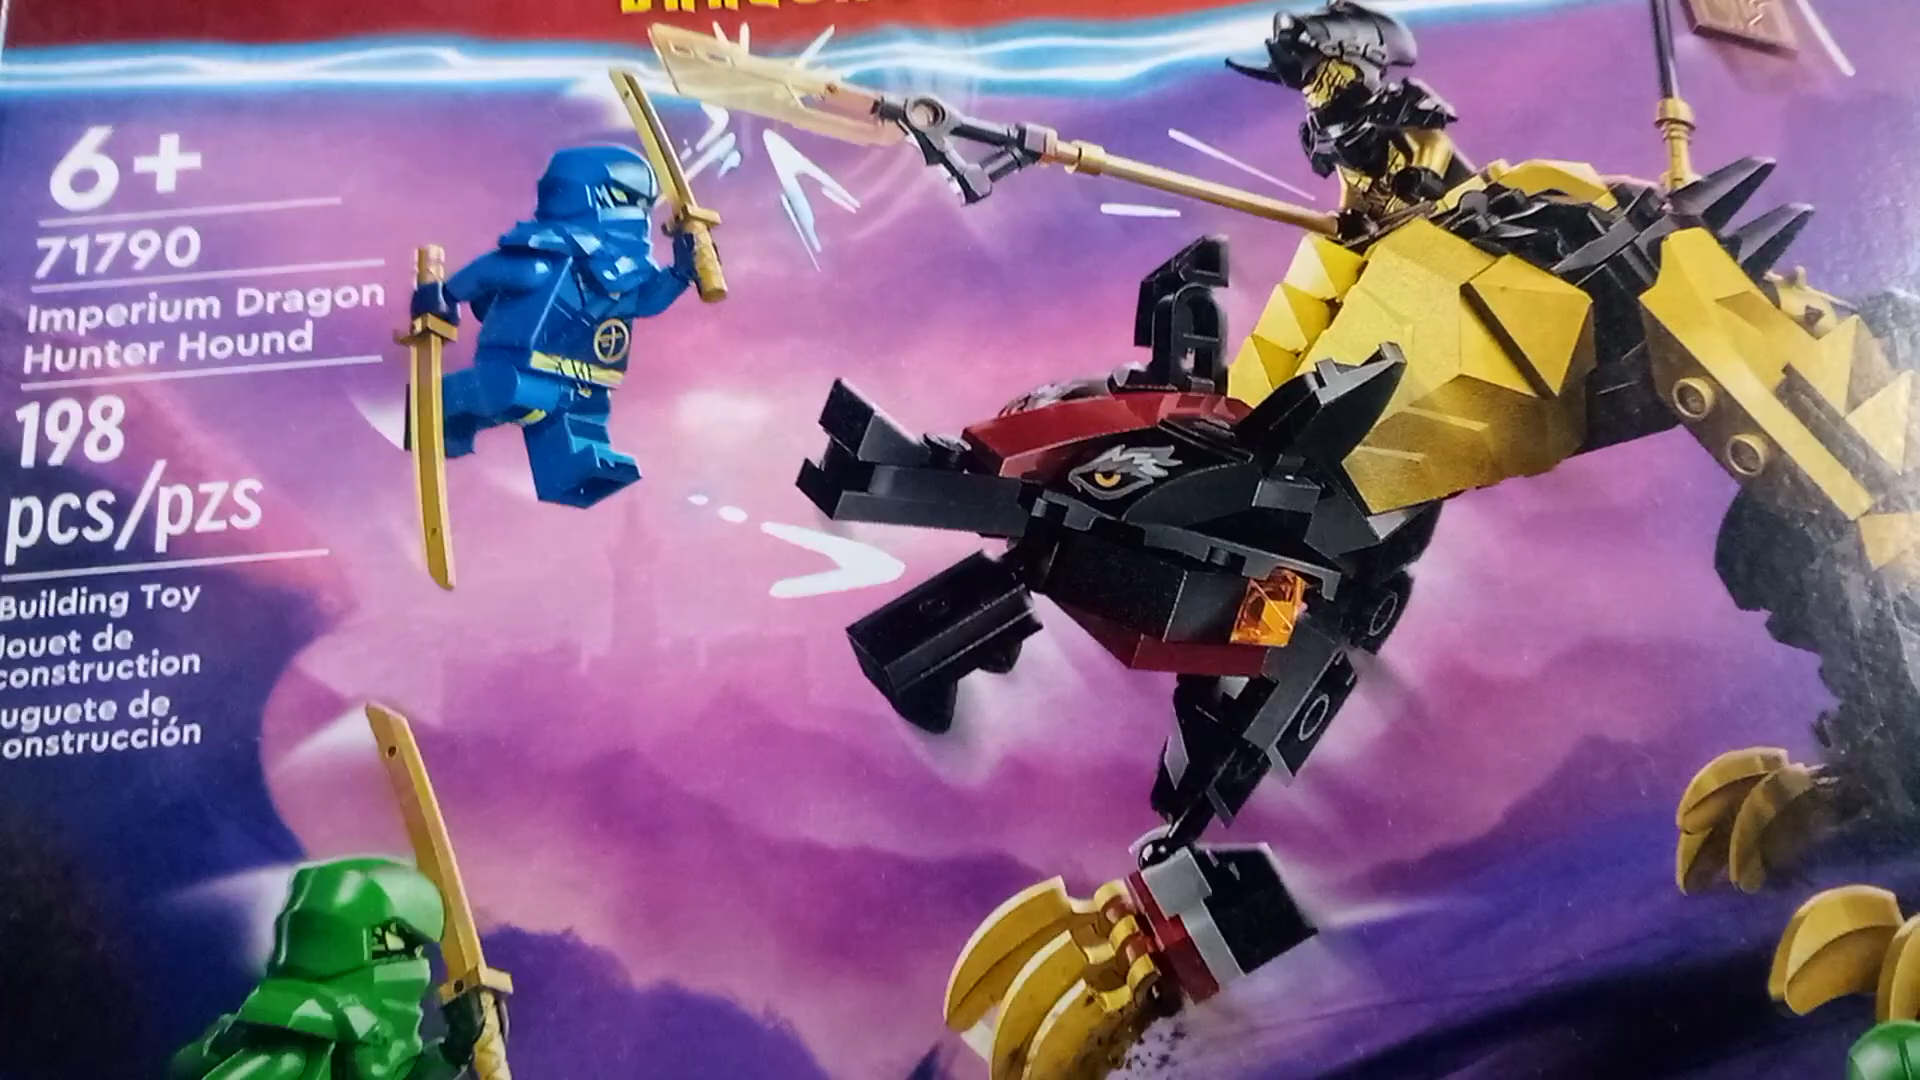 6+
71790
Imperium Dragon
Hunter Hound
198
pcs/pzs
Building Toy
Jouet de
construction
uguete de
onstrucción